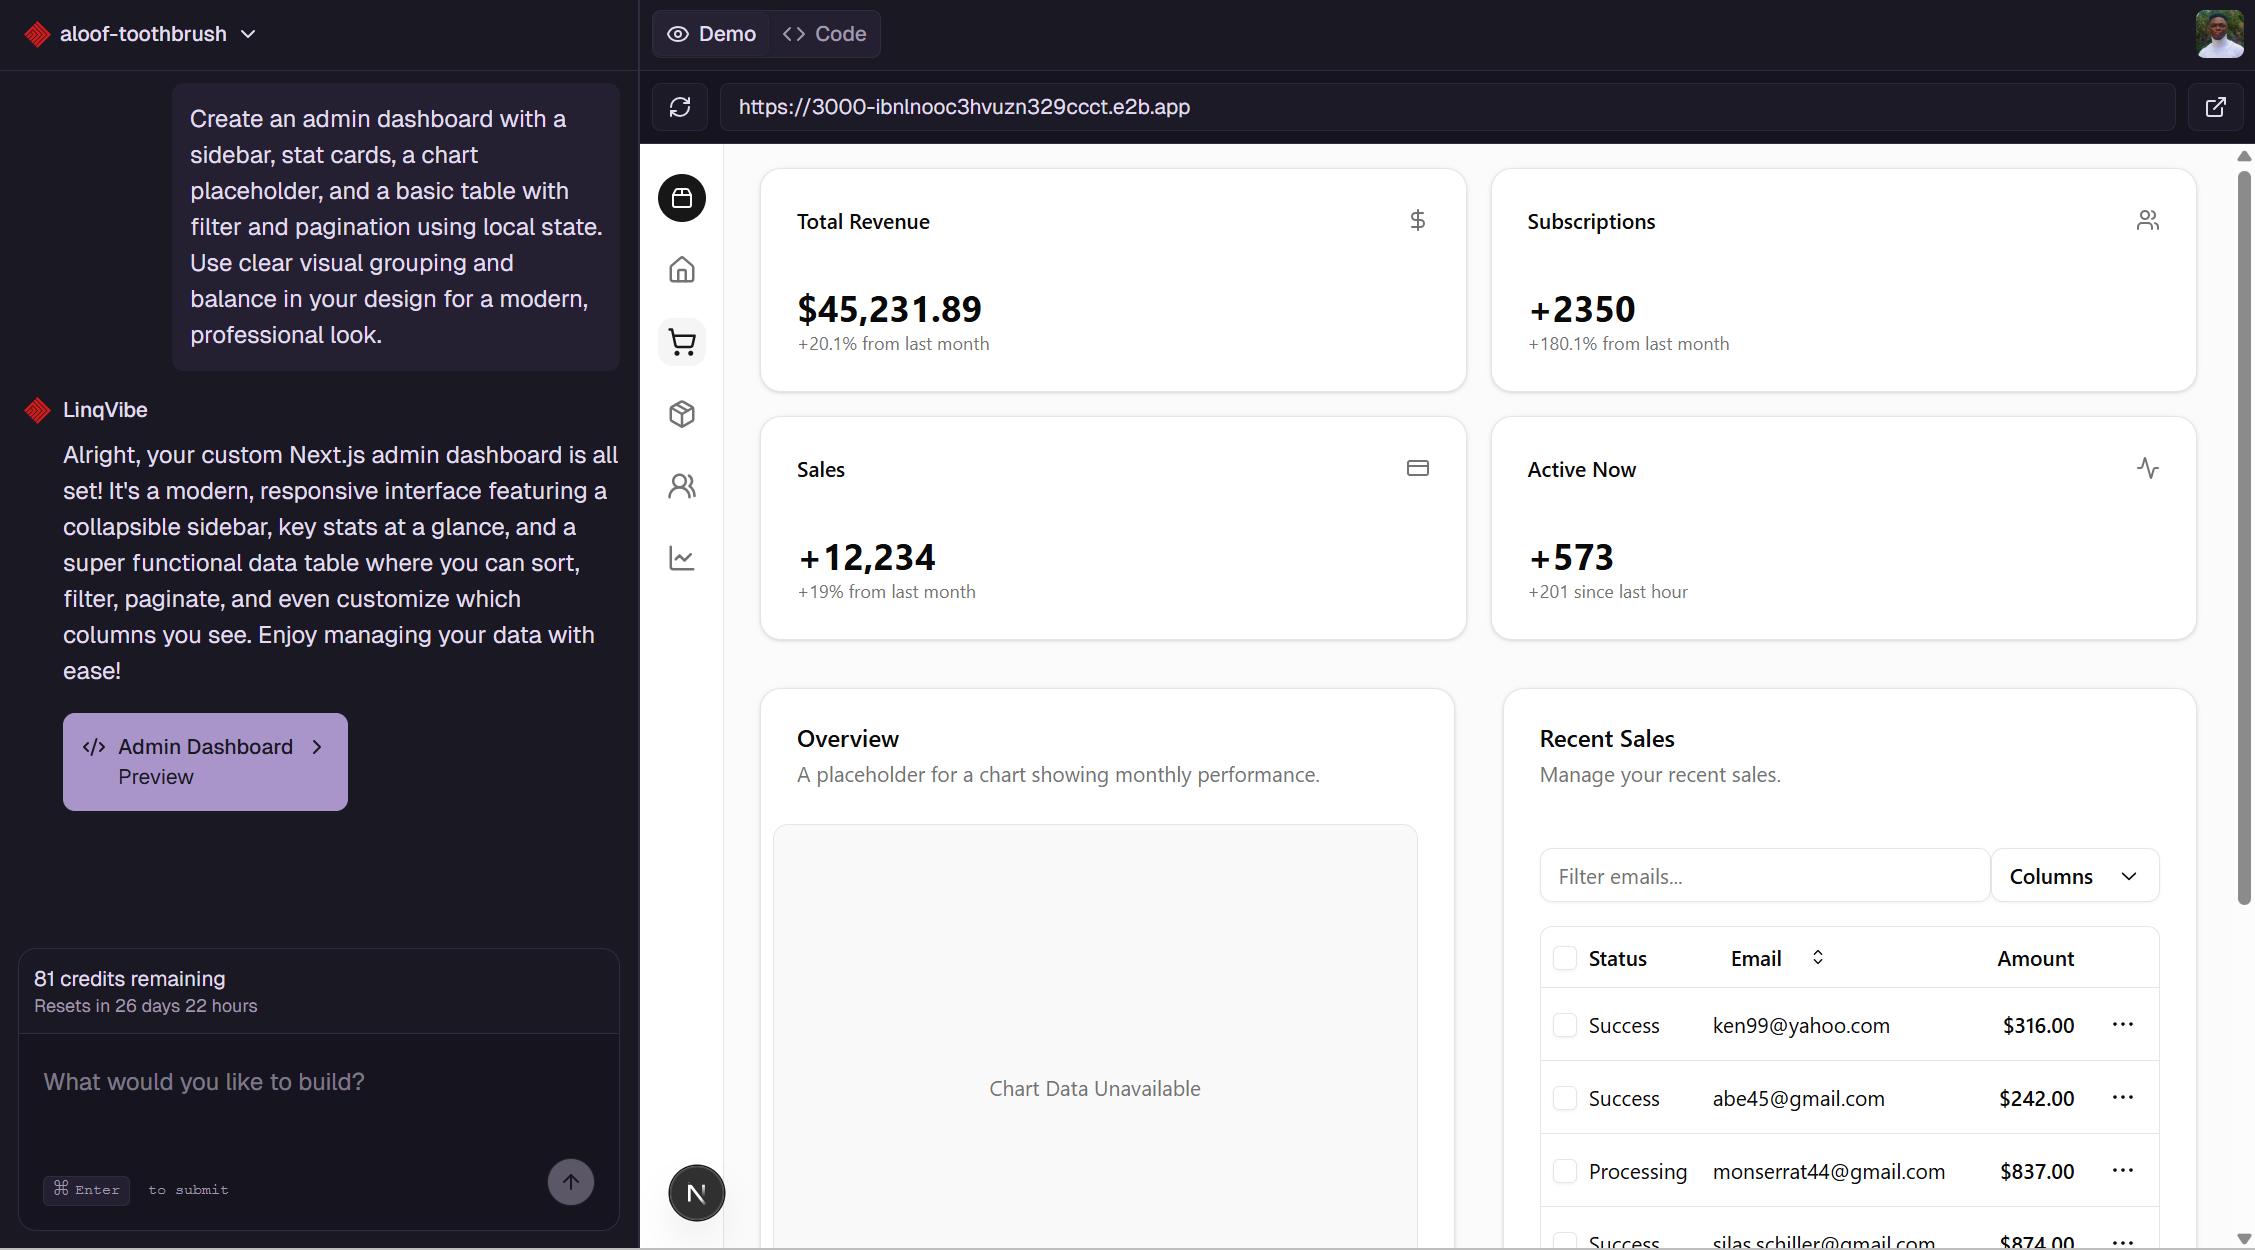 aloof-toothbrush
Create an admin dashboard with a
sidebar, stat cards, a chart
placeholder, and a basic table with
filter and pagination using local state.
Use clear visual grouping and
balance in your design for a modern,
professional look.
LinqVibe
Alright, your custom Next.js admin dashboard is all
set! It's a modern, responsive interface featuring a
collapsible sidebar, key stats at a glance, and a
super functional data table where you can sort,
filter, paginate, and even customize which
columns you see. Enjoy managing your data with
ease!
Admin Dashboard
Preview
81 credits remaining
Resets in 26 days 22 hours
What would you like to build?
⌘ Enter to submit
Demo Code
https://3000-ibnlnooc3hvuzn329ccct.e2b.app
Total Revenue
$45,231.89
+20.1% from last month
Subscriptions
+2350
+180.1% from last month
Sales
+12,234
+19% from last month
Active Now
+573
+201 since last hour
Overview
A placeholder for a chart showing monthly performance.
Chart Data Unavailable
N
Recent Sales
Manage your recent sales.
Filter emails... Columns
Status Email Amount
Success ken99@yahoo.com $316.00 ...
Success abe45@gmail.com $242.00 ...
Processing monserrat44@gmail.com $837.00 ...
Success silas.schiller@gmail.com $874.00 ...